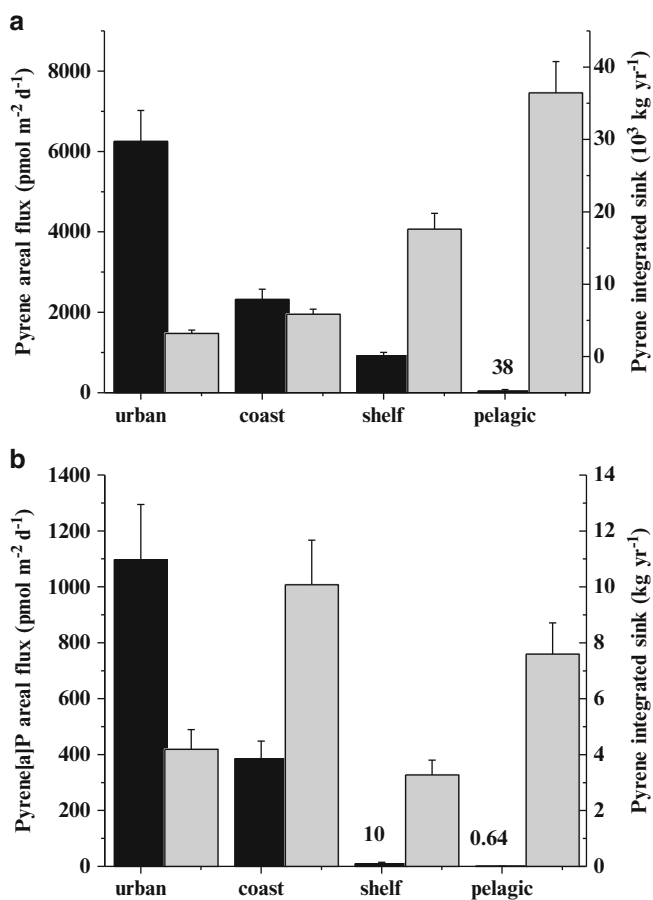 a
Pyrene areal flux (pmol m⁻² d⁻¹)
8000
6000
4000
2000
0
38
urban
coast
shelf
pelagic
40
30
20
10
0
Pyrene integrated sink (10³ kg yr⁻¹)
b
Pyrene[a]P areal flux (pmol m⁻² d⁻¹)
1400
1200
1000
800
600
400
200
0
10
0.64
urban
coast
shelf
pelagic
14
12
10
8
6
4
2
0
Pyrene integrated sink (kg yr⁻¹)